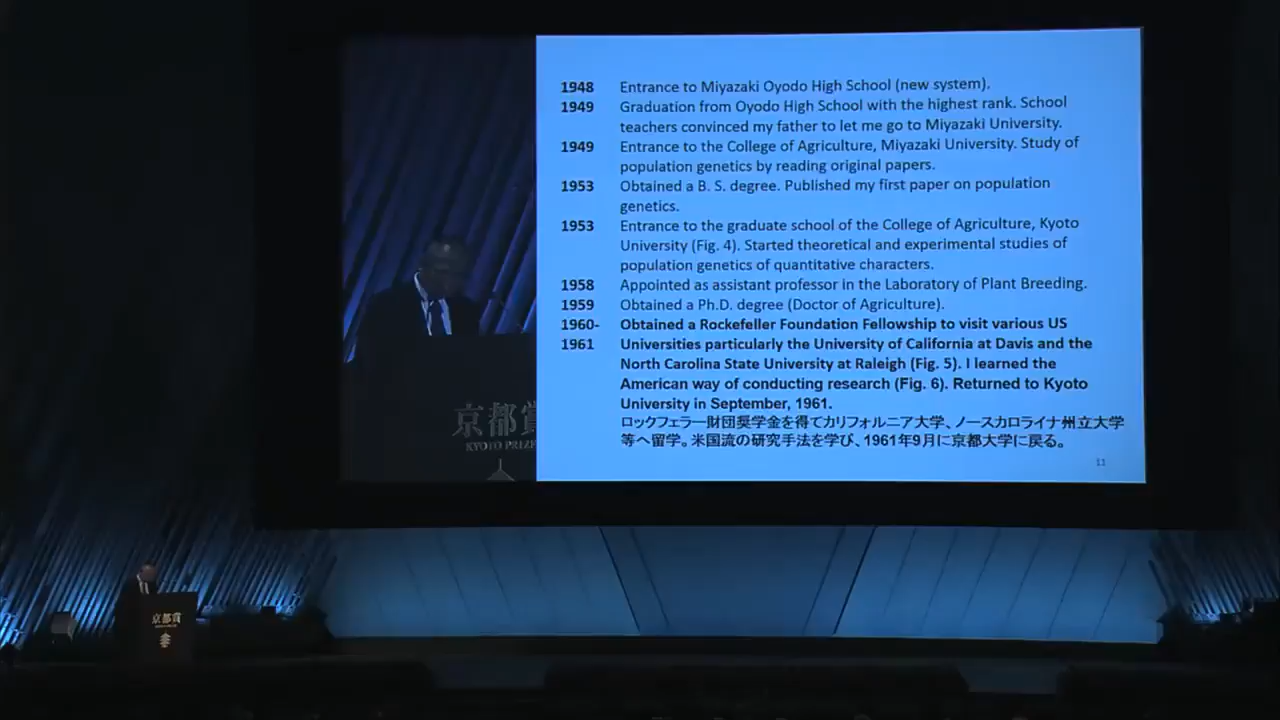 1948 Entrance to Miyazaki Oyodo High School (new system).
1949 Graduation from Oyodo High School with the highest rank. School
teachers convinced my father to let me go to Miyazaki University.
1949 Entrance to the College of Agriculture, Miyazaki University. Study of
population genetics by reading original papers.
1953 Obtained a B. S. degree. Published my first paper on population
genetics.
1953 Entrance to the graduate school of the College of Agriculture, Kyoto
University (Fig. 4). Started theoretical and experimental studies of
population genetics of quantitative characters.
1958 Appointed as assistant professor in the Laboratory of Plant Breeding.
1959 Obtained a Ph.D. degree (Doctor of Agriculture).
1960- Obtained a Rockefeller Foundation Fellowship to visit various US
1961 Universities particularly the University of California at Davis and the
North Carolina State University at Raleigh (Fig. 5). I learned the
American way of conducting research (Fig. 6). Returned to Kyoto
University in September, 1961.
ロックフェラー財団奨学金を得てカリフォルニア大学、ノースカロライナ州立大学
等へ留学。米国流の研究手法を学び、1961年9月に京都大学に戻る。
11
京都賞
KYOTO PRIZE
京都賞